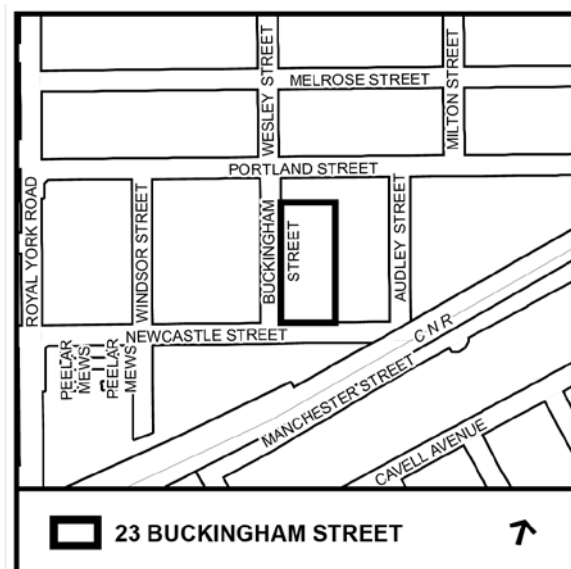 WESLEY STREET
MILTON STREET
MELROSE STREET
PORTLAND STREET
ROYAL YORK ROAD
WINDSOR STREET
BUCKINGHAM
STREET
AUDLEY STREET
NEWCASTLE STREET
CNR
PEELAR
MEWS
PEELAR
MEWS
MANCHESTER STREET
CAVELL AVENUE
23 BUCKINGHAM STREET